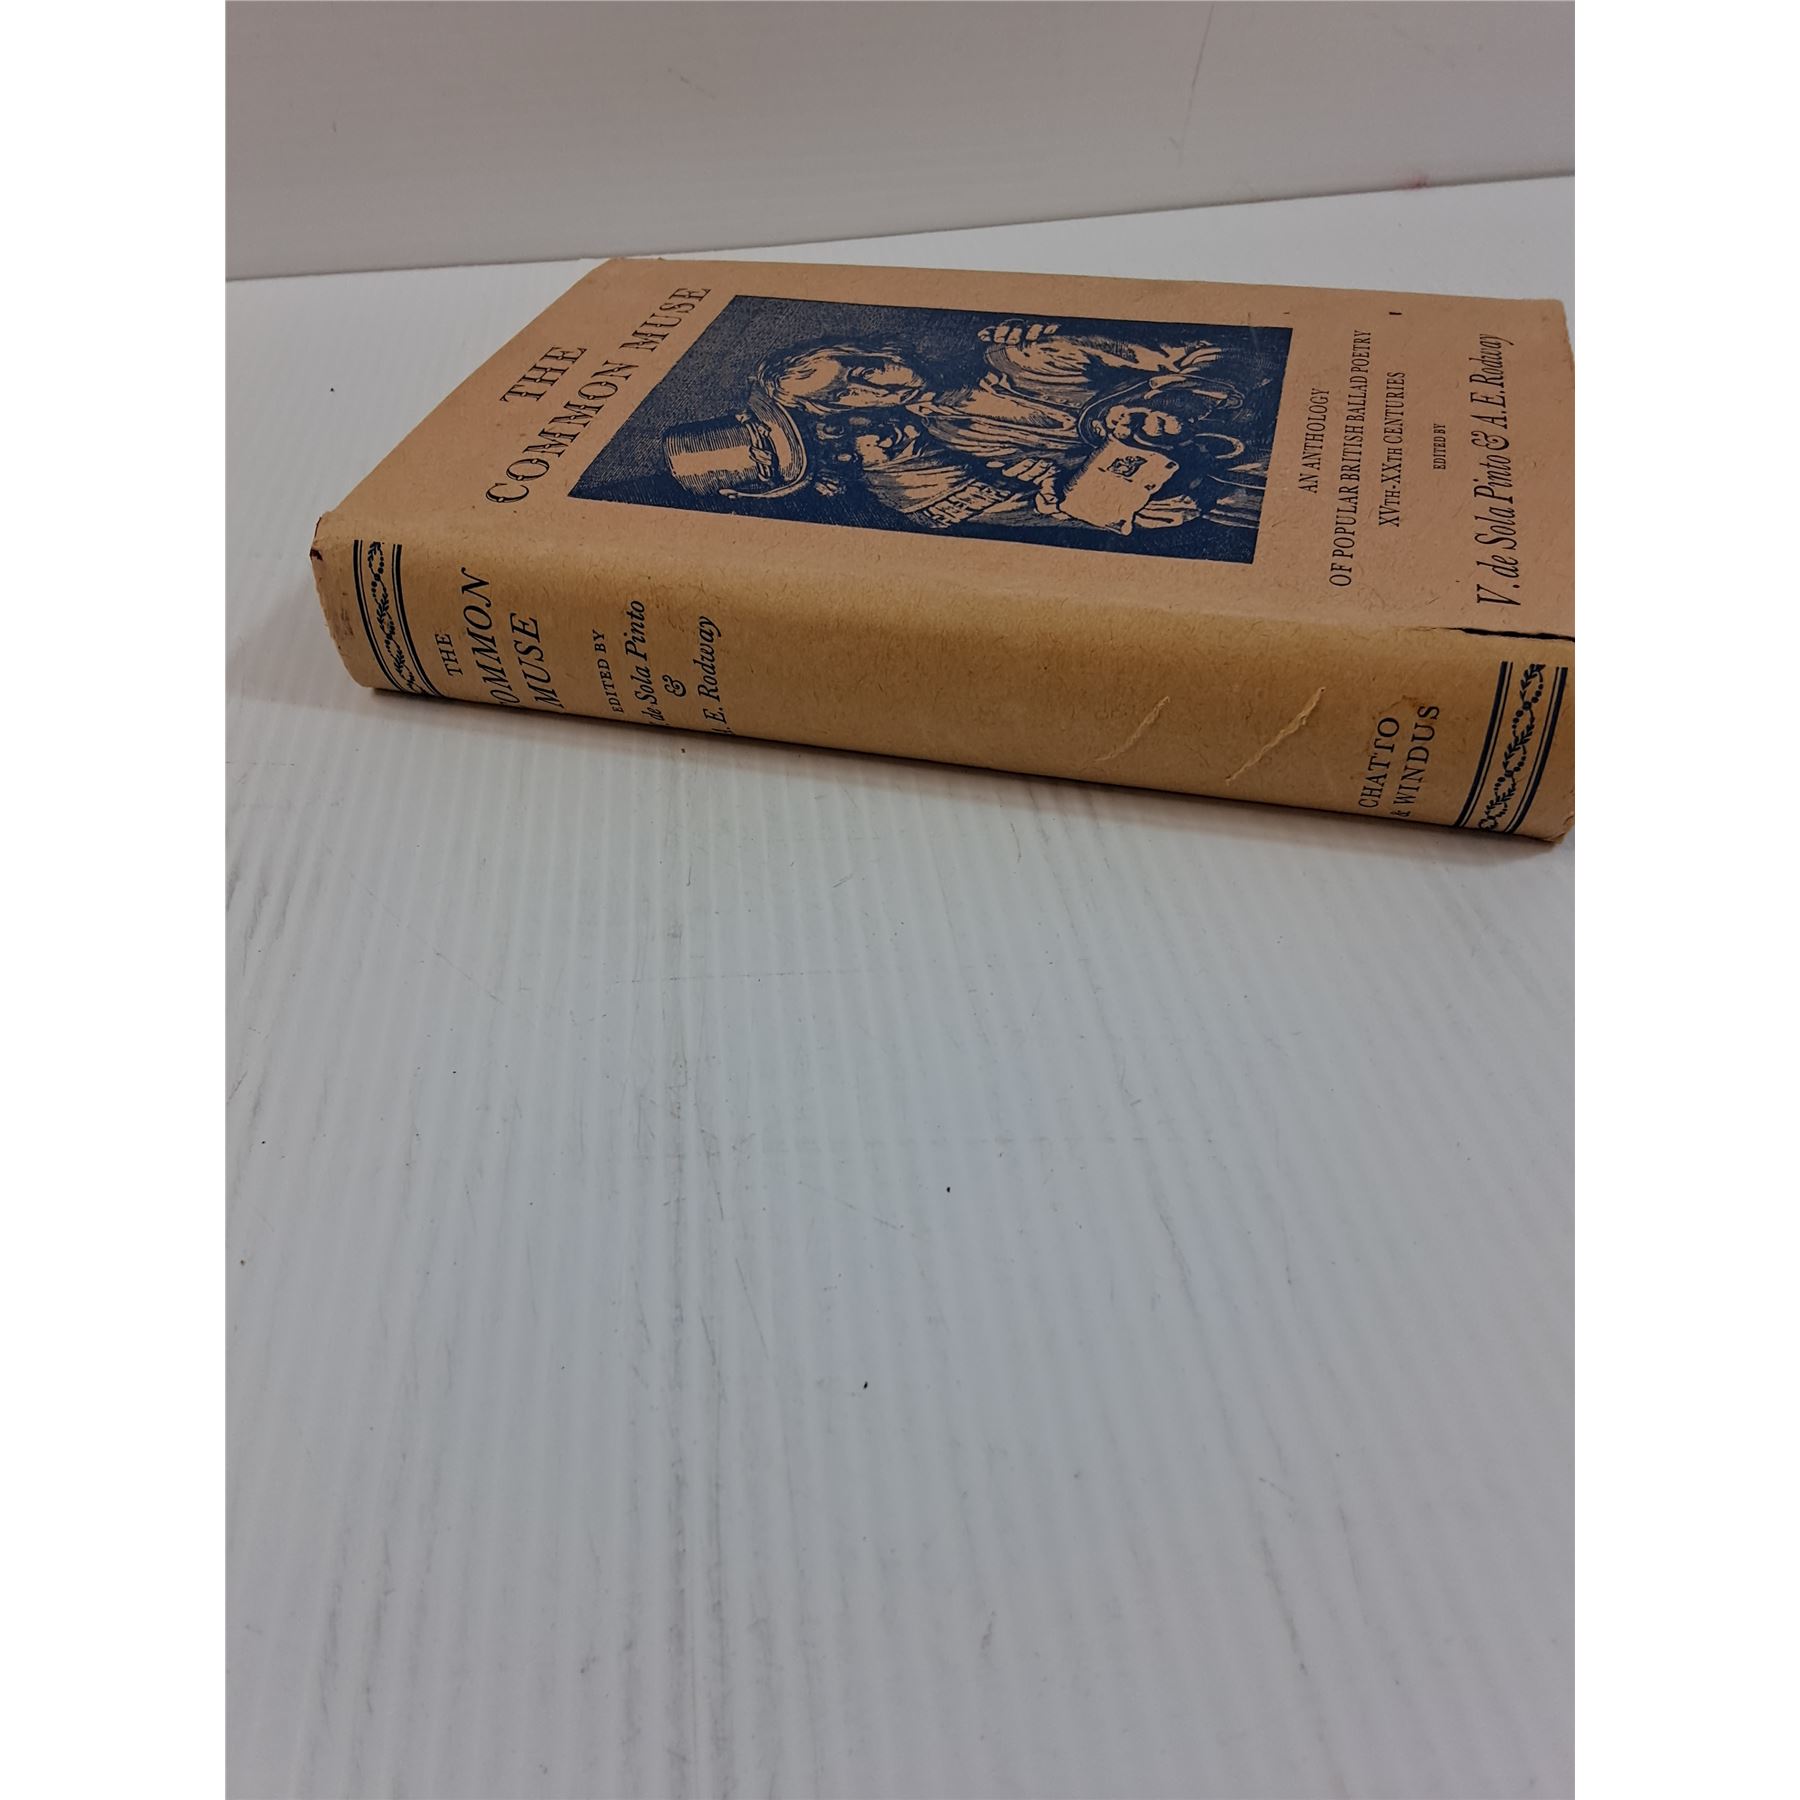 THE
COMMON MUSE
AN ANTHOLOGY
OF POPULAR BRITISH BALLAD POETRY
XVTH-XXTH CENTURIES
EDITED BY
V. de Sola Pinto & A. E. Rodway
THE
COMMON
MUSE
EDITED BY
de Sola Pinto
&
A. E. Rodway
CHATTO
& WINDUS